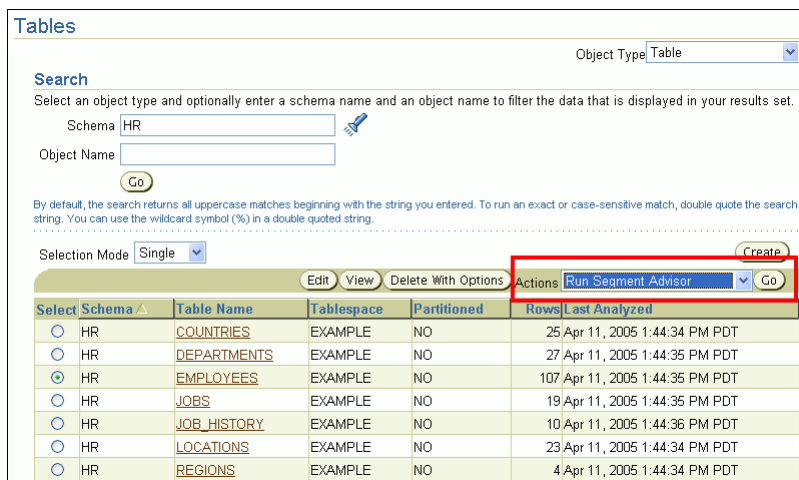 Tables
Object Type Table
Search
Select an object type and optionally enter a schema name and an object name to filter the data that is displayed in your results set.
Schema HR
Object Name
Go
By default, the search returns all uppercase matches beginning with the string you entered. To run an exact or case-sensitive match, double quote the search
string. You can use the wildcard symbol (%) in a double quoted string.
Selection Mode Single Create
Edit View Delete With Options Actions Run Segment Advisor Go
Select Schema Table Name Tablespace Partitioned Rows Last Analyzed
HR COUNTRIES EXAMPLE NO 25 Apr 11, 2005 1:44:34 PM PDT
HR DEPARTMENTS EXAMPLE NO 27 Apr 11, 2005 1:44:35 PM PDT
HR EMPLOYEES EXAMPLE NO 107 Apr 11, 2005 1:44:35 PM PDT
HR JOBS EXAMPLE NO 19 Apr 11, 2005 1:44:35 PM PDT
HR JOB_HISTORY EXAMPLE NO 10 Apr 11, 2005 1:44:36 PM PDT
HR LOCATIONS EXAMPLE NO 23 Apr 11, 2005 1:44:34 PM PDT
HR REGIONS EXAMPLE NO 4 Apr 11, 2005 1:44:34 PM PDT